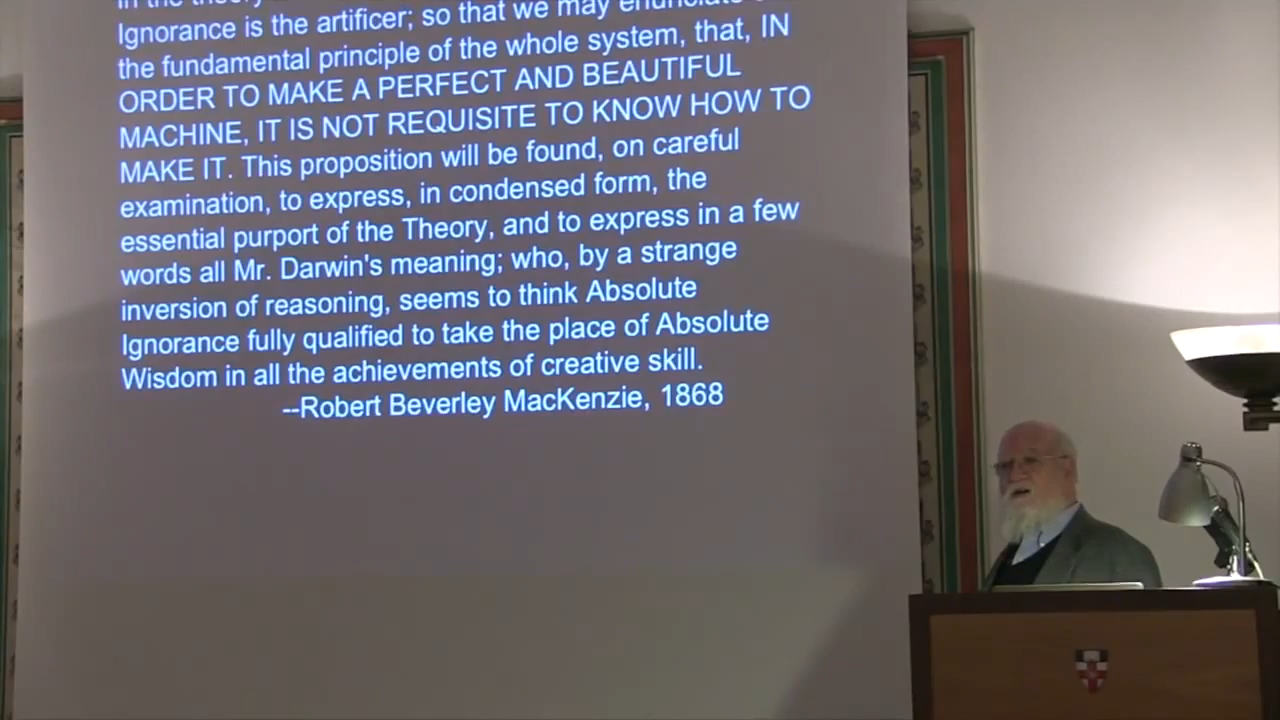 In the theory
Ignorance is the artificer; so that we may enunciate
the fundamental principle of the whole system, that, IN
ORDER TO MAKE A PERFECT AND BEAUTIFUL
MACHINE, IT IS NOT REQUISITE TO KNOW HOW TO
MAKE IT. This proposition will be found, on careful
examination, to express, in condensed form, the
essential purport of the Theory, and to express in a few
words all Mr. Darwin's meaning; who, by a strange
inversion of reasoning, seems to think Absolute
Ignorance fully qualified to take the place of Absolute
Wisdom in all the achievements of creative skill.
--Robert Beverley MacKenzie, 1868